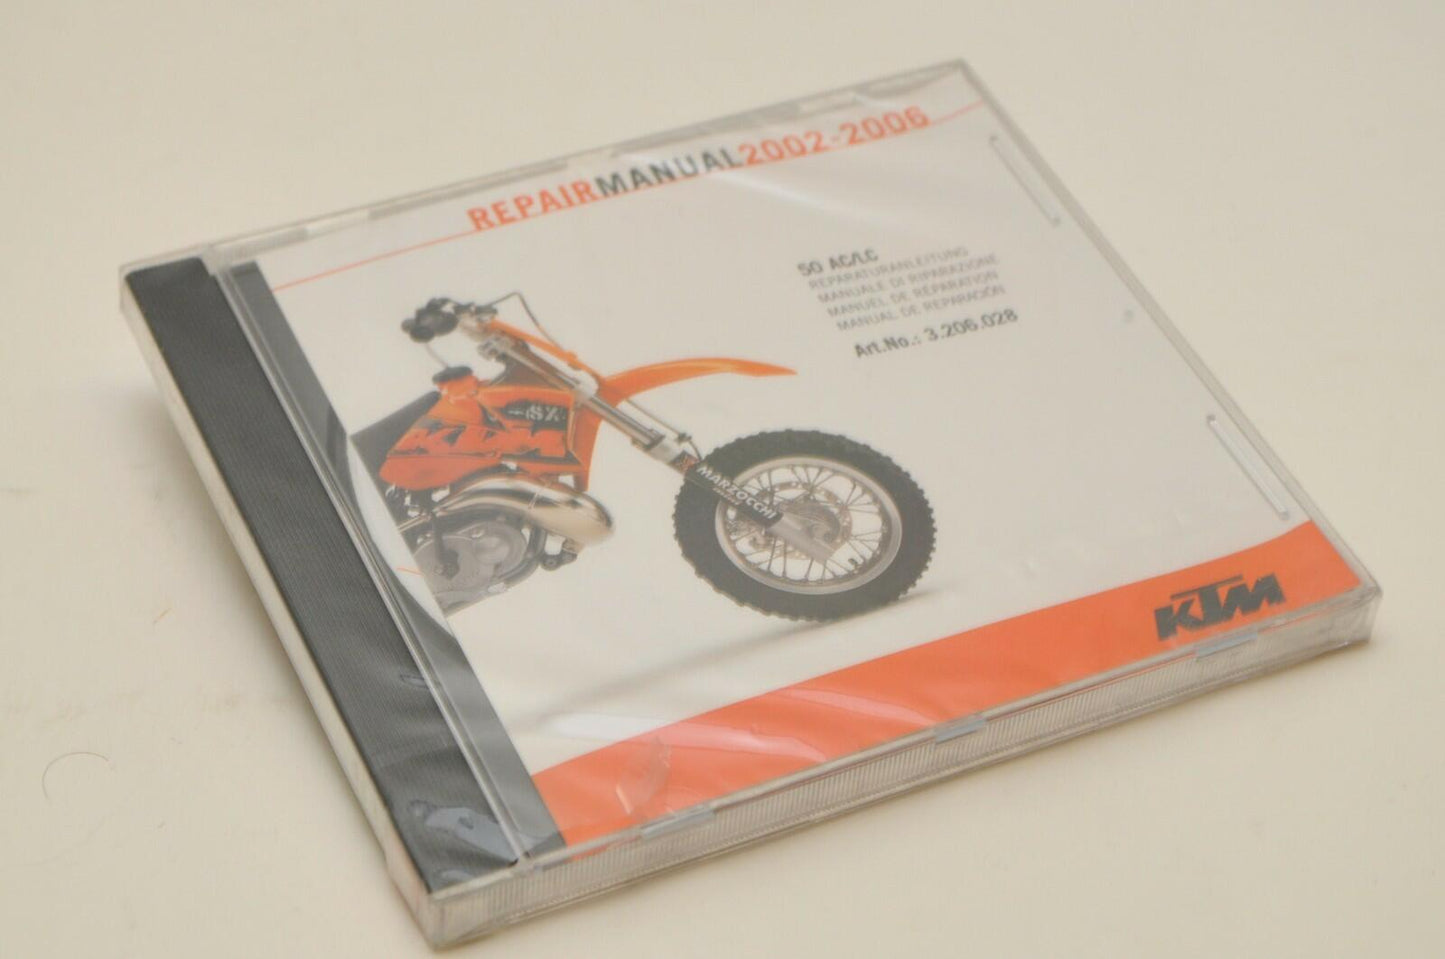 REPAIRMANUAL2002-2006
50 AC/LC
REPARATURANLEITUNG
MANUALE DI RIPARAZIONE
MANUEL DE RÉPARATION
MANUAL DE REPARACIÓN
Art.No.: 3.206.028
SX
KTM
MARZOCCHI
KTM